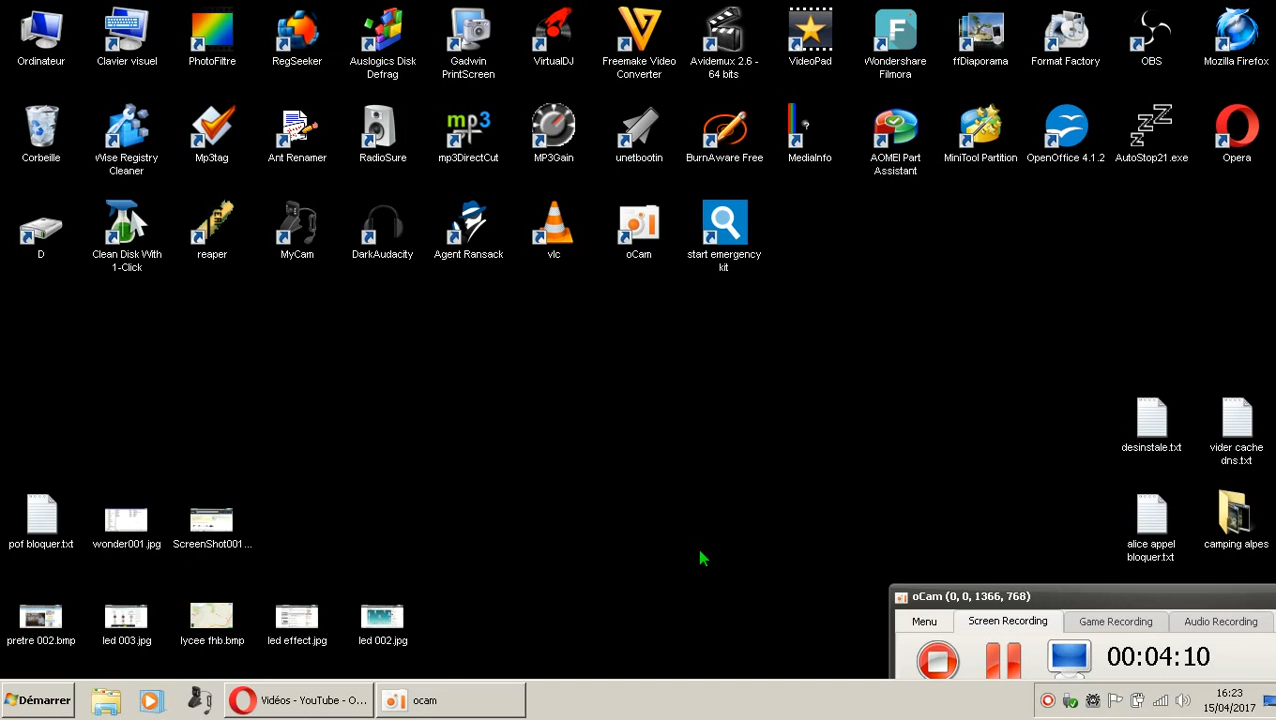 Ordinateur
Clavier visuel
PhotoFiltre
RegSeeker
Auslogics Disk
Defrag
Gadwin
PrintScreen
VirtualDJ
Freemake Video
Converter
Avidemux 2.6 -
64 bits
VideoPad
Wondershare
Filmora
ffDiaporama
Format Factory
OBS
Mozilla Firefox
Corbeille
Wise Registry
Cleaner
Mp3tag
Ant Renamer
RadioSure
mp3
mp3DirectCut
MP3Gain
unetbootin
BurnAware Free
MediaInfo
AOMEI Part
Assistant
MiniTool Partition
OpenOffice 4.1.2
AutoStop21.exe
Opera
D
Clean Disk With
1-Click
reaper
MyCam
DarkAudacity
Agent Ransack
vlc
oCam
start emergency
kit
desinstale.txt
vider cache
dns.txt
pof bloquer.txt
wonder001.jpg
ScreenShot001...
alice appel
bloquer.txt
camping alpes
pretre 002.bmp
led 003.jpg
lycee fhb.bmp
led effect.jpg
led 002.jpg
oCam (0, 0, 1366, 768)
Menu
Screen Recording
Game Recording
Audio Recording
00:04:10
Démarrer
Vidéos - YouTube - O...
ocam
16:23
15/04/2017